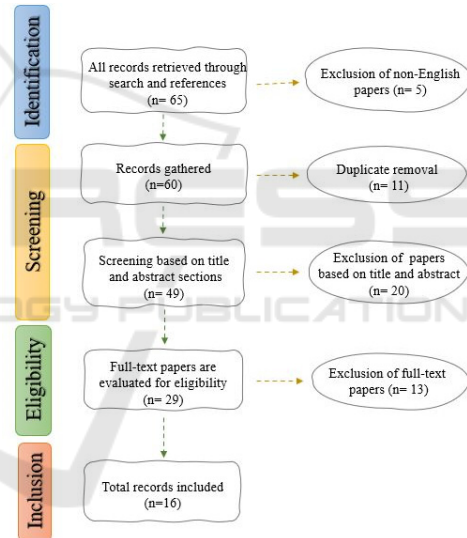 Identification
All records retrieved through
search and references
(n= 65)
Exclusion of non-English
papers (n= 5)
Screening
Records gathered
(n=60)
Duplicate removal
(n= 11)
Screening based on title
and abstract sections
(n= 49)
Exclusion of papers
based on title and abstract
(n= 20)
Eligibility
Full-text papers are
evaluated for eligibility
(n= 29)
Exclusion of full-text
papers (n= 13)
Inclusion
Total records included
(n=16)
RESS
OGY PUBLICATION